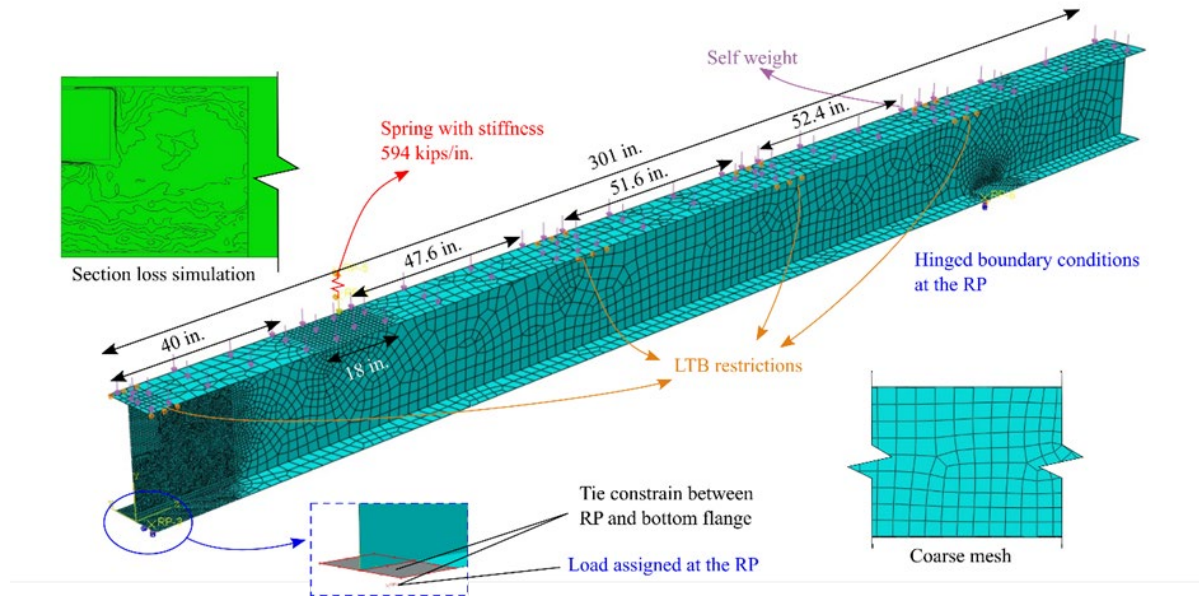 Self weight
Spring with stiffness
594 kips/in.
52.4 in.
301 in.
51.6 in.
47.6 in.
Section loss simulation
Hinged boundary conditions
at the RP
40 in.
18 in.
LTB restrictions
Tie constrain between
RP and bottom flange
Load assigned at the RP
Coarse mesh